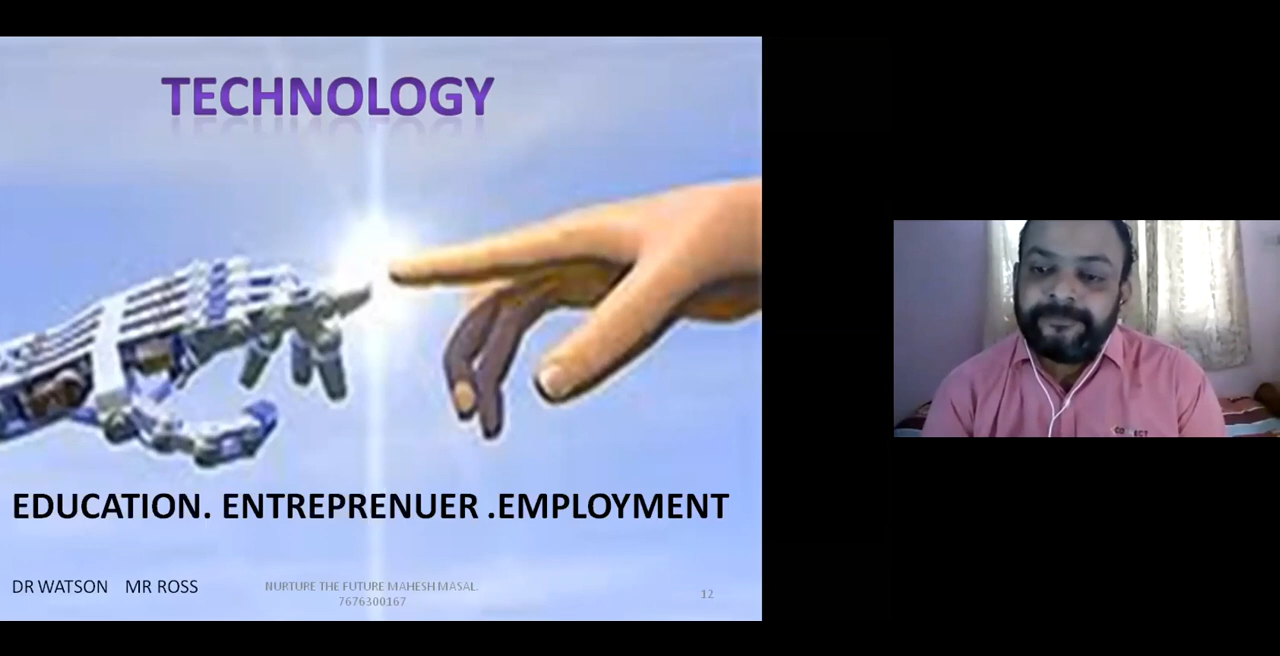 TECHNOLOGY
EDUCATION. ENTREPRENUER .EMPLOYMENT
DR WATSON MR ROSS
NURTURE THE FUTURE MAHESH MASAL.
7676300167
12